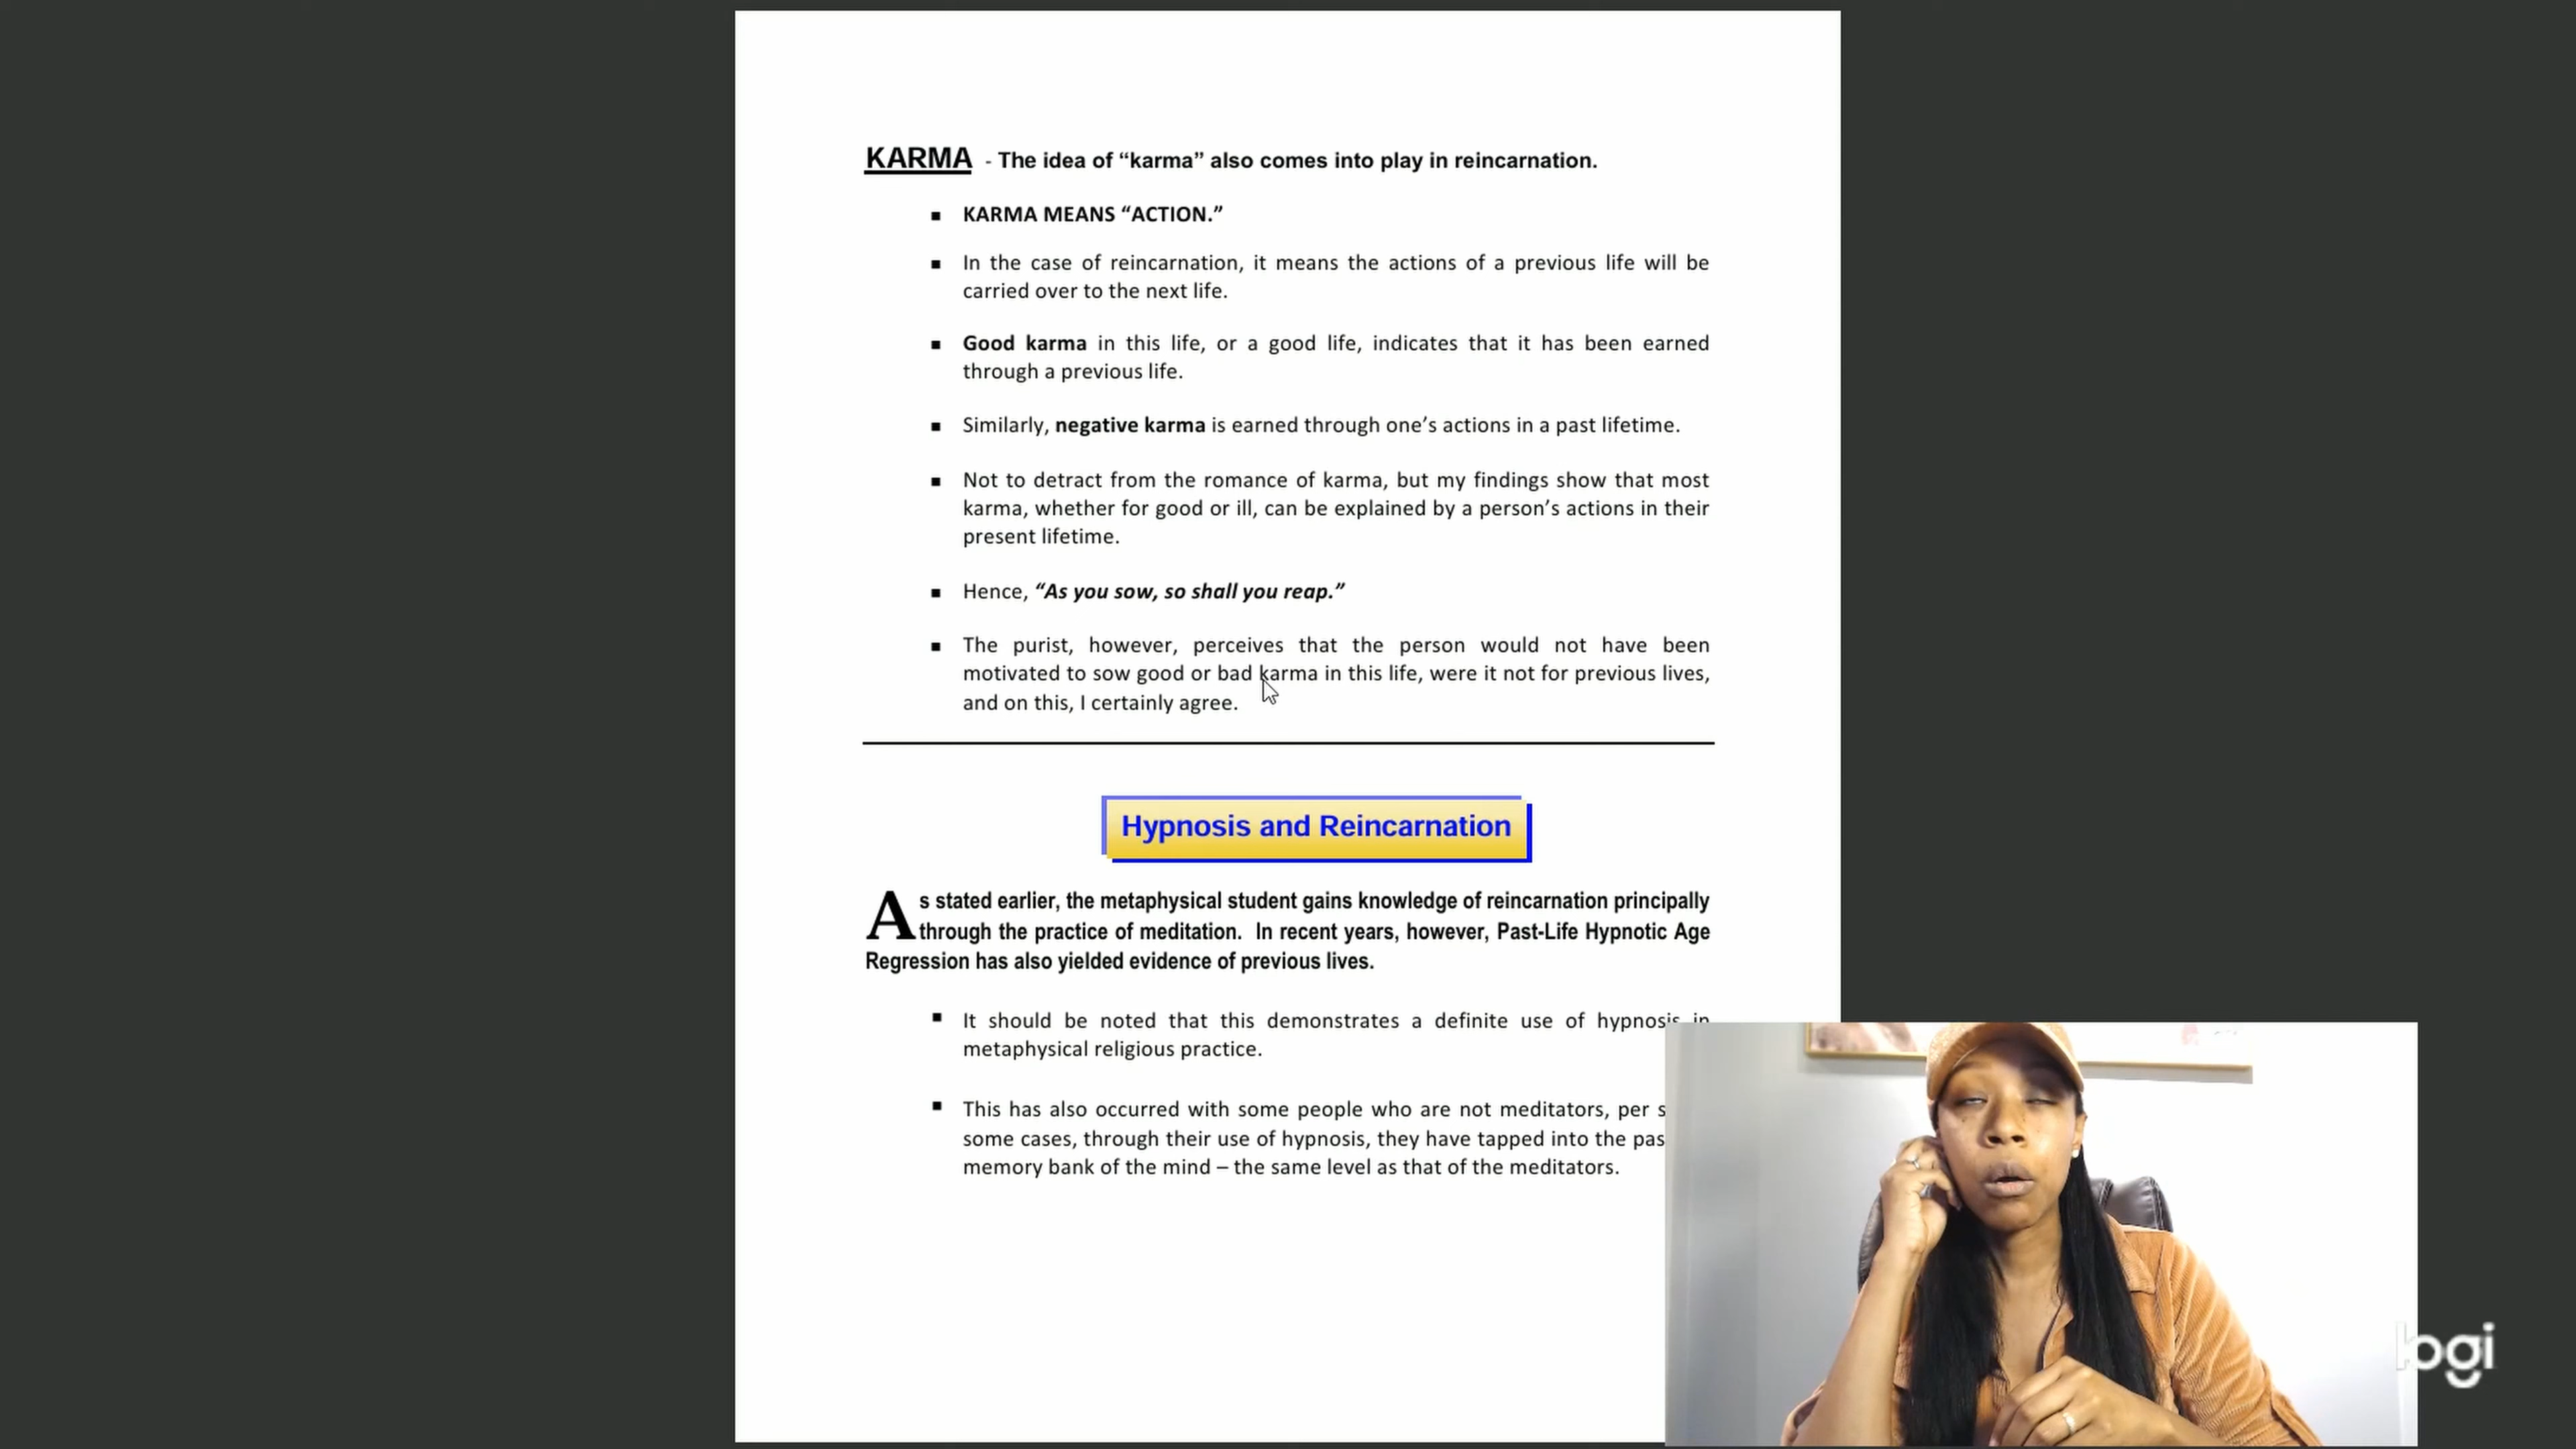 KARMA - The idea of “karma” also comes into play in reincarnation.
▪ KARMA MEANS “ACTION.”
▪ In the case of reincarnation, it means the actions of a previous life will be
carried over to the next life.
▪ Good karma in this life, or a good life, indicates that it has been earned
through a previous life.
▪ Similarly, negative karma is earned through one’s actions in a past lifetime.
▪ Not to detract from the romance of karma, but my findings show that most
karma, whether for good or ill, can be explained by a person’s actions in their
present lifetime.
▪ Hence, “As you sow, so shall you reap.”
▪ The purist, however, perceives that the person would not have been
motivated to sow good or bad karma in this life, were it not for previous lives,
and on this, I certainly agree.
Hypnosis and Reincarnation
As stated earlier, the metaphysical student gains knowledge of reincarnation principally
through the practice of meditation. In recent years, however, Past-Life Hypnotic Age
Regression has also yielded evidence of previous lives.
▪ It should be noted that this demonstrates a definite use of hypnosis in
metaphysical religious practice.
▪ This has also occurred with some people who are not meditators, per
some cases, through their use of hypnosis, they have tapped into the
memory bank of the mind – the same level as that of the meditators.
logi